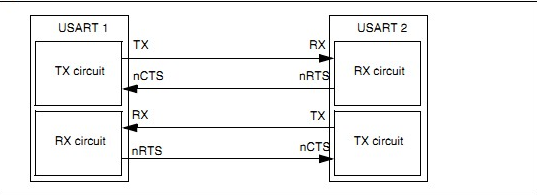 USART 1
USART 2
TX
RX
TX circuit
nCTS
nRTS
RX circuit
RX
TX
RX circuit
nRTS
nCTS
TX circuit